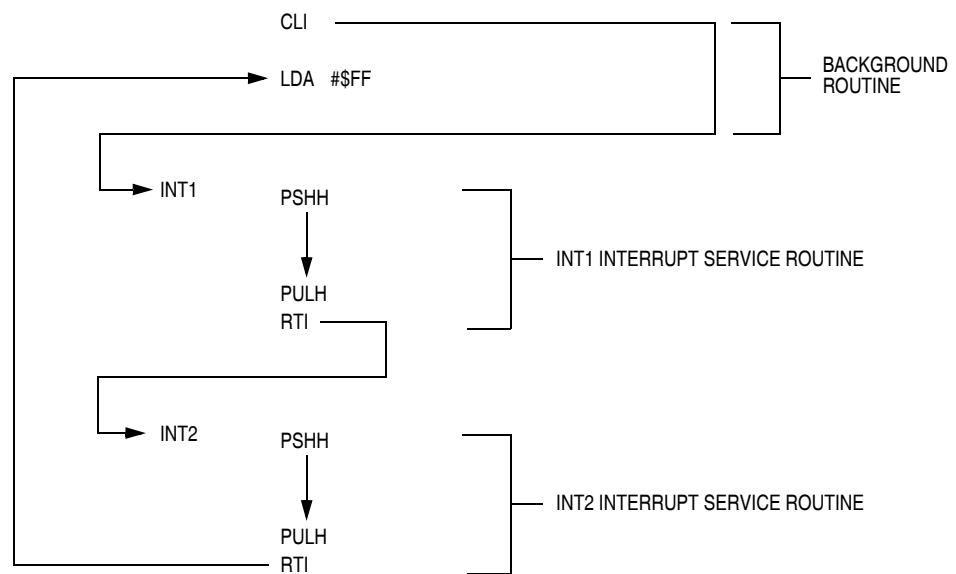 CLI
LDA #$FF
BACKGROUND
ROUTINE
INT1
PSHH
INT1 INTERRUPT SERVICE ROUTINE
PULH
RTI
INT2
PSHH
INT2 INTERRUPT SERVICE ROUTINE
PULH
RTI